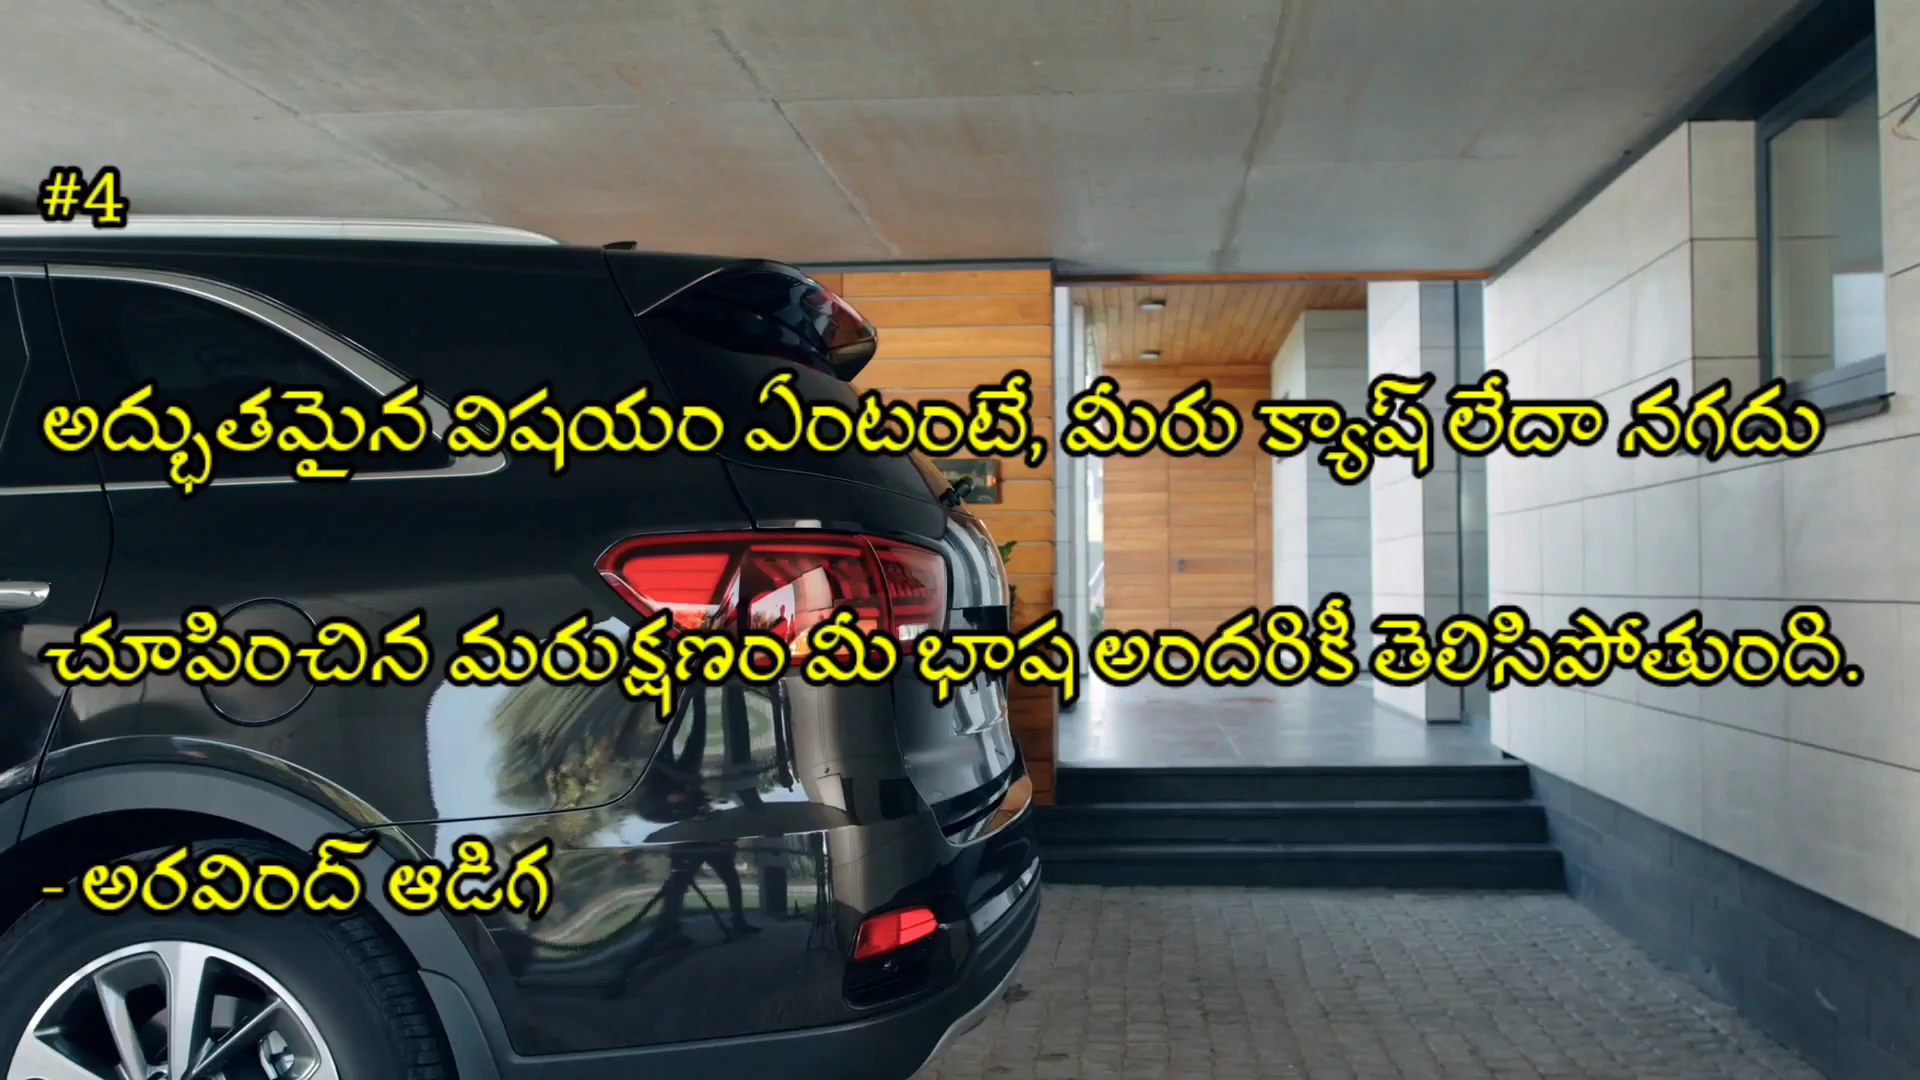 #4
అద్భుతమైన విషయం ఏంటంటే, మీరు క్యాష్ లేదా నగదు
చూపించిన మరుక్షణం మీ భాష అందరికీ తెలిసిపోతుంది.
- అరవింద్ ఆడిగ